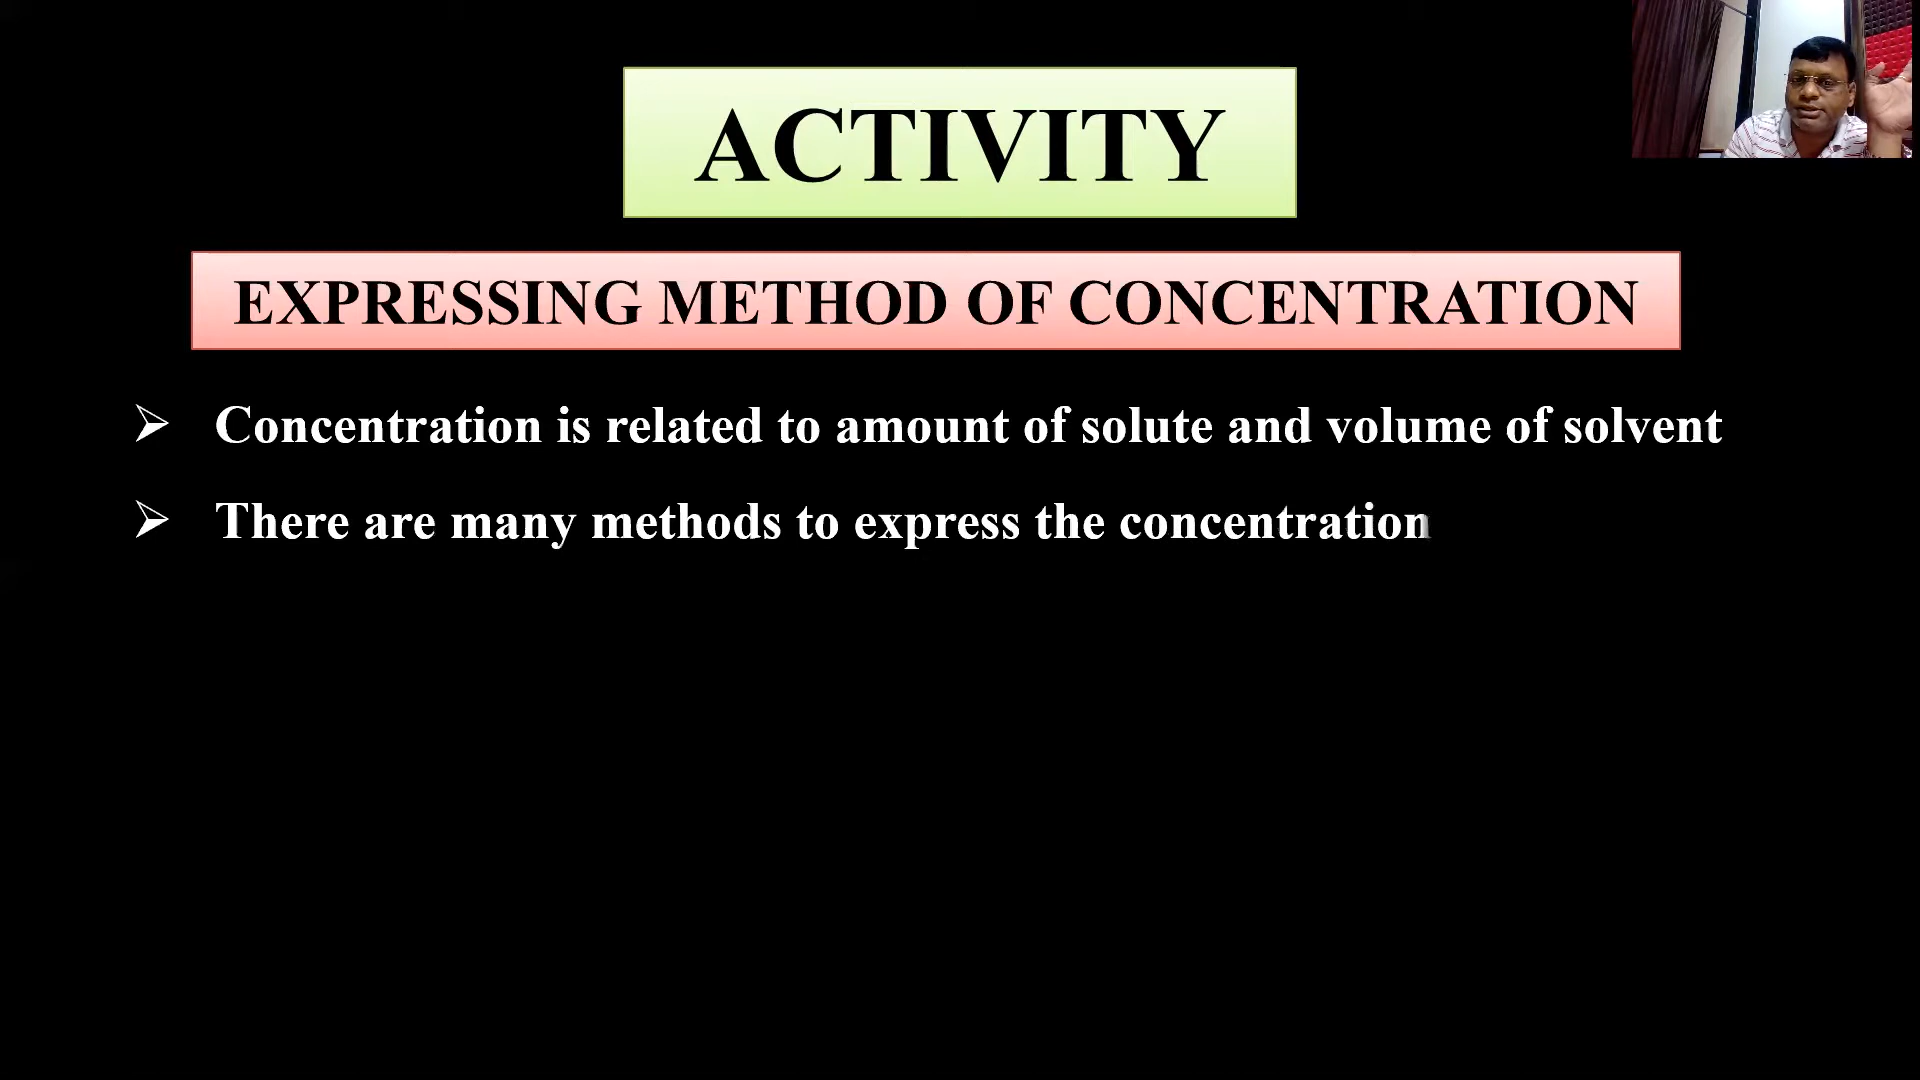 ACTIVITY
EXPRESSING METHOD OF CONCENTRATION
Concentration is related to amount of solute and volume of solvent
There are many methods to express the concentration